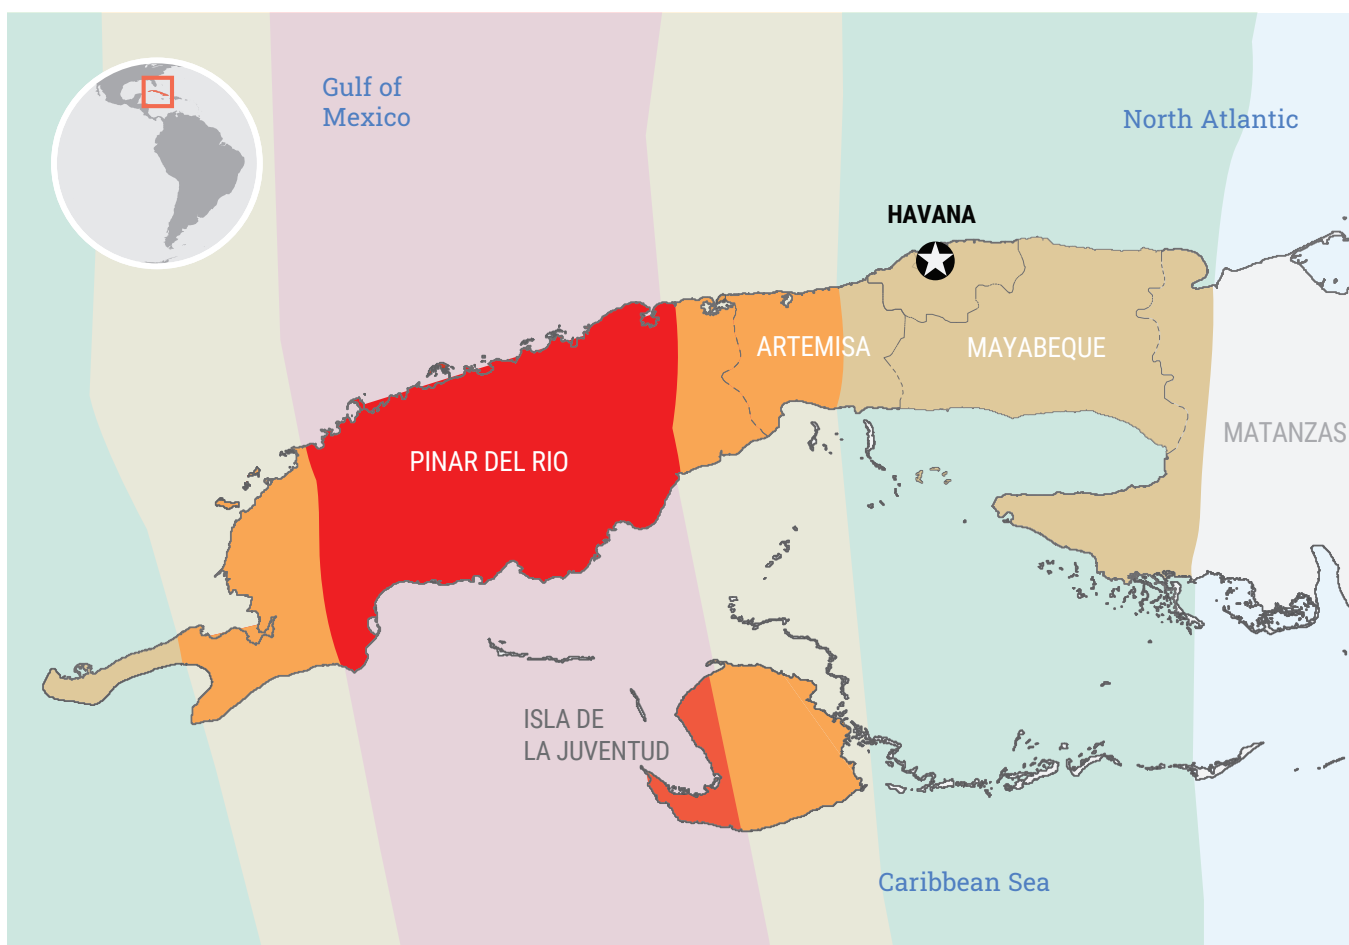 Gulf of
Mexico
North Atlantic
HAVANA
ARTEMISA
MAYABEQUE
MATANZAS
PINAR DEL RIO
ISLA DE
LA JUVENTUD
Caribbean Sea